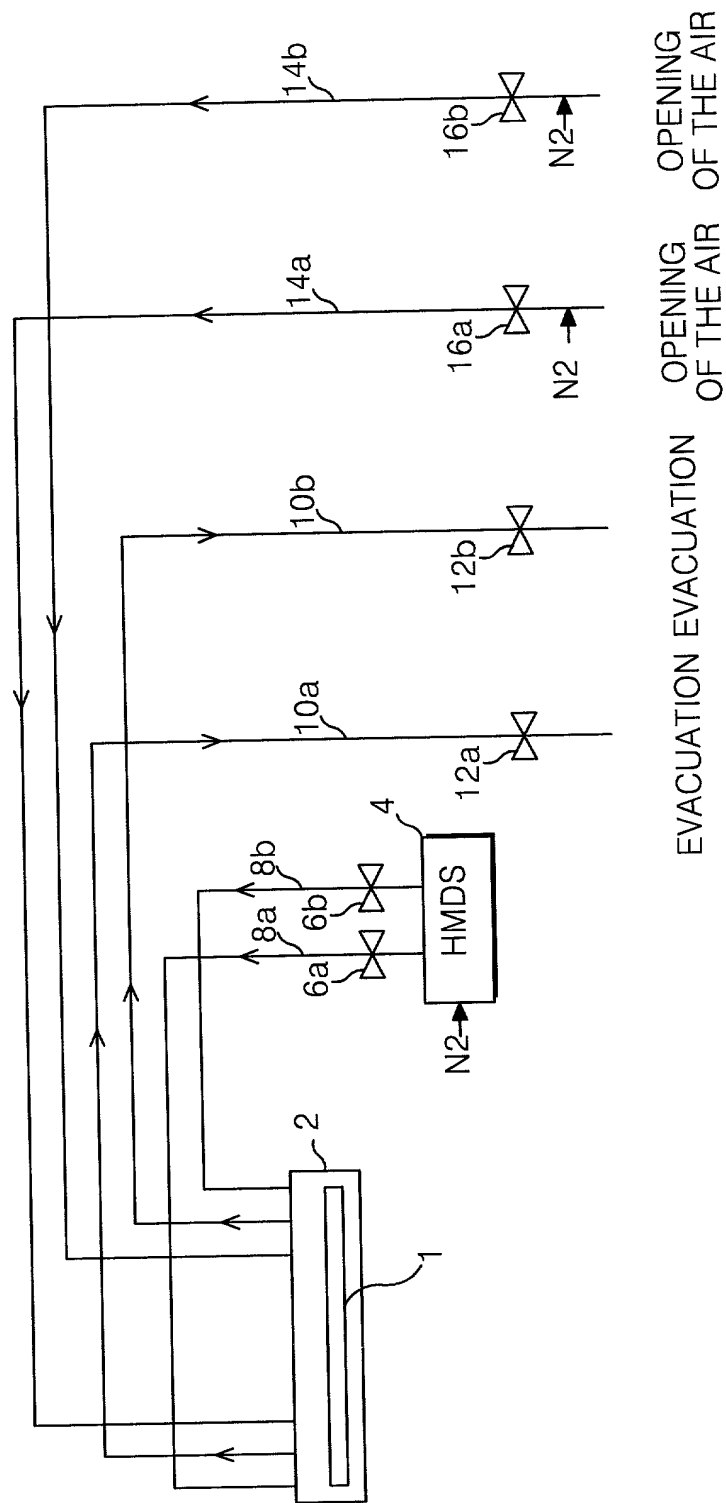 14b
14a
16b
N2
16a
N2
10b
10a
12b
12a
8b
8a
6b
6a
4
HMDS
N2
2
1
EVACUATION EVACUATION
OPENING
OF THE AIR
OPENING
OF THE AIR